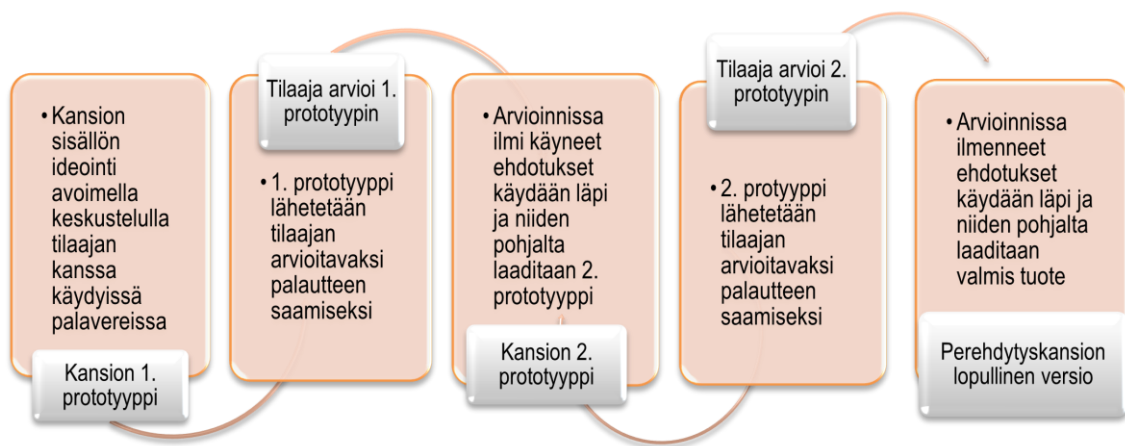 • Kansion
sisällön
ideointi
avoimella
keskustelulla
tilaajan
kanssa
käydyissä
palavereissa
Kansion 1.
prototyyppi
Tilaaja arvioi 1.
prototyypin
• 1. prototyyppi
lähetetään
tilaajan
arvioitavaksi
palautteen
saamiseksi
• Arvioinnissa
ilmi käyneet
ehdotukset
käydään läpi
ja niiden
pohjalta
laaditaan 2.
prototyyppi
Kansion 2.
prototyyppi
Tilaaja arvioi 2.
prototyypin
• 2. protyyppi
lähetetään
tilaajan
arvioitavaksi
palautteen
saamiseksi
• Arvioinnissa
ilmenneet
ehdotukset
käydään läpi ja
niiden pohjalta
laaditaan
valmis tuote
Perehdytyskansion
lopullinen versio